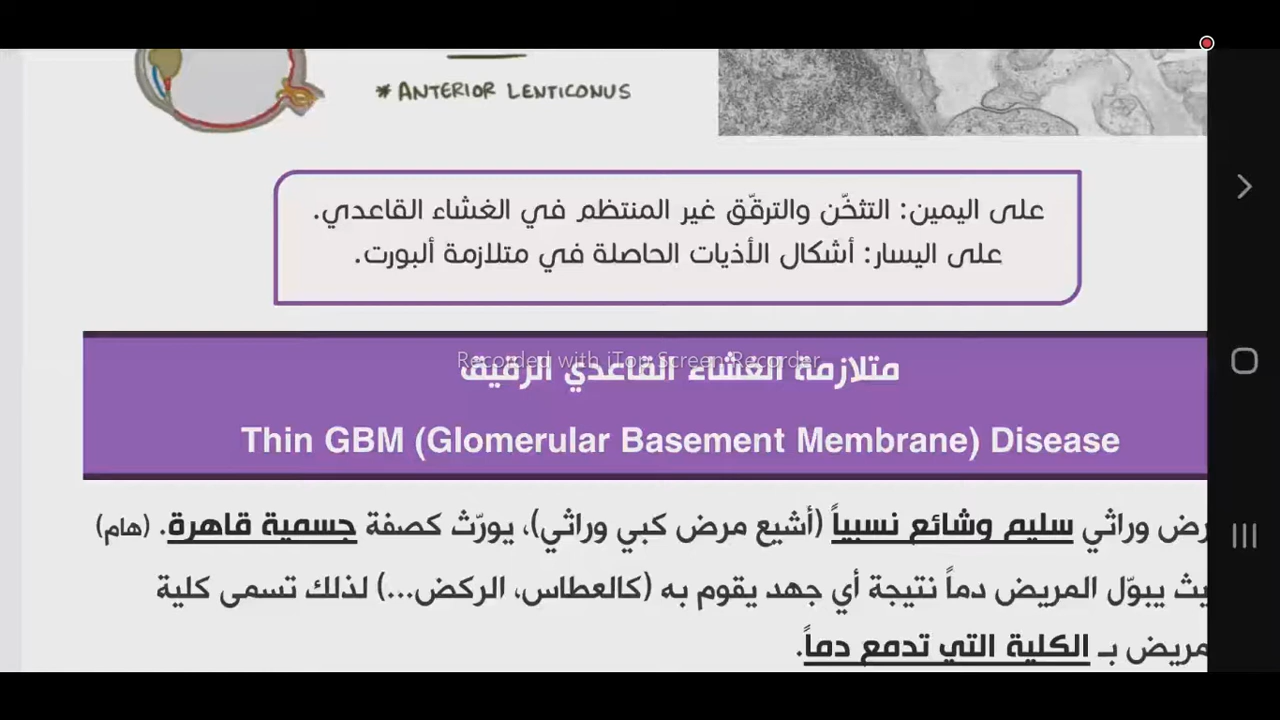 * ANTERIOR LENTICONUS
على اليمين: التثخّن والترقّق غير المنتظم في الغشاء القاعدي.
على اليسار: أشكال الأذيات الحاصلة في متلازمة ألبورت.
Recorded with iTop Screen Recorder
متلازمة الغشاء القاعدي الرقيق
Thin GBM (Glomerular Basement Membrane) Disease
وراثي سليم وشائع نسبياً (أشيع مرض كبي وراثي)، يورّث كصفة جسمية قاهرة. (هام)
يبوّل المريض دماً نتيجة أي جهد يقوم به (كالعطاس، الركض...) لذلك تسمى كلية
بـ الكلية التي تدمع دماً.